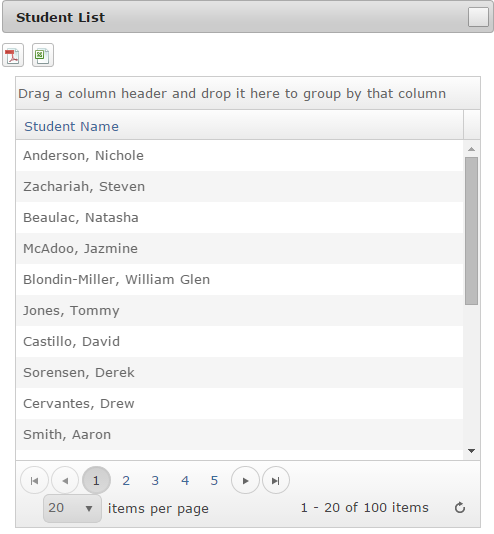 Student List
Drag a column header and drop it here to group by that column
Student Name
Anderson, Nichole
Zachariah, Steven
Beaulac, Natasha
McAdoo, Jazmine
Blondin-Miller, William Glen
Jones, Tommy
Castillo, David
Sorensen, Derek
Cervantes, Drew
Smith, Aaron
1 2 3 4 5
20 items per page 1 - 20 of 100 items